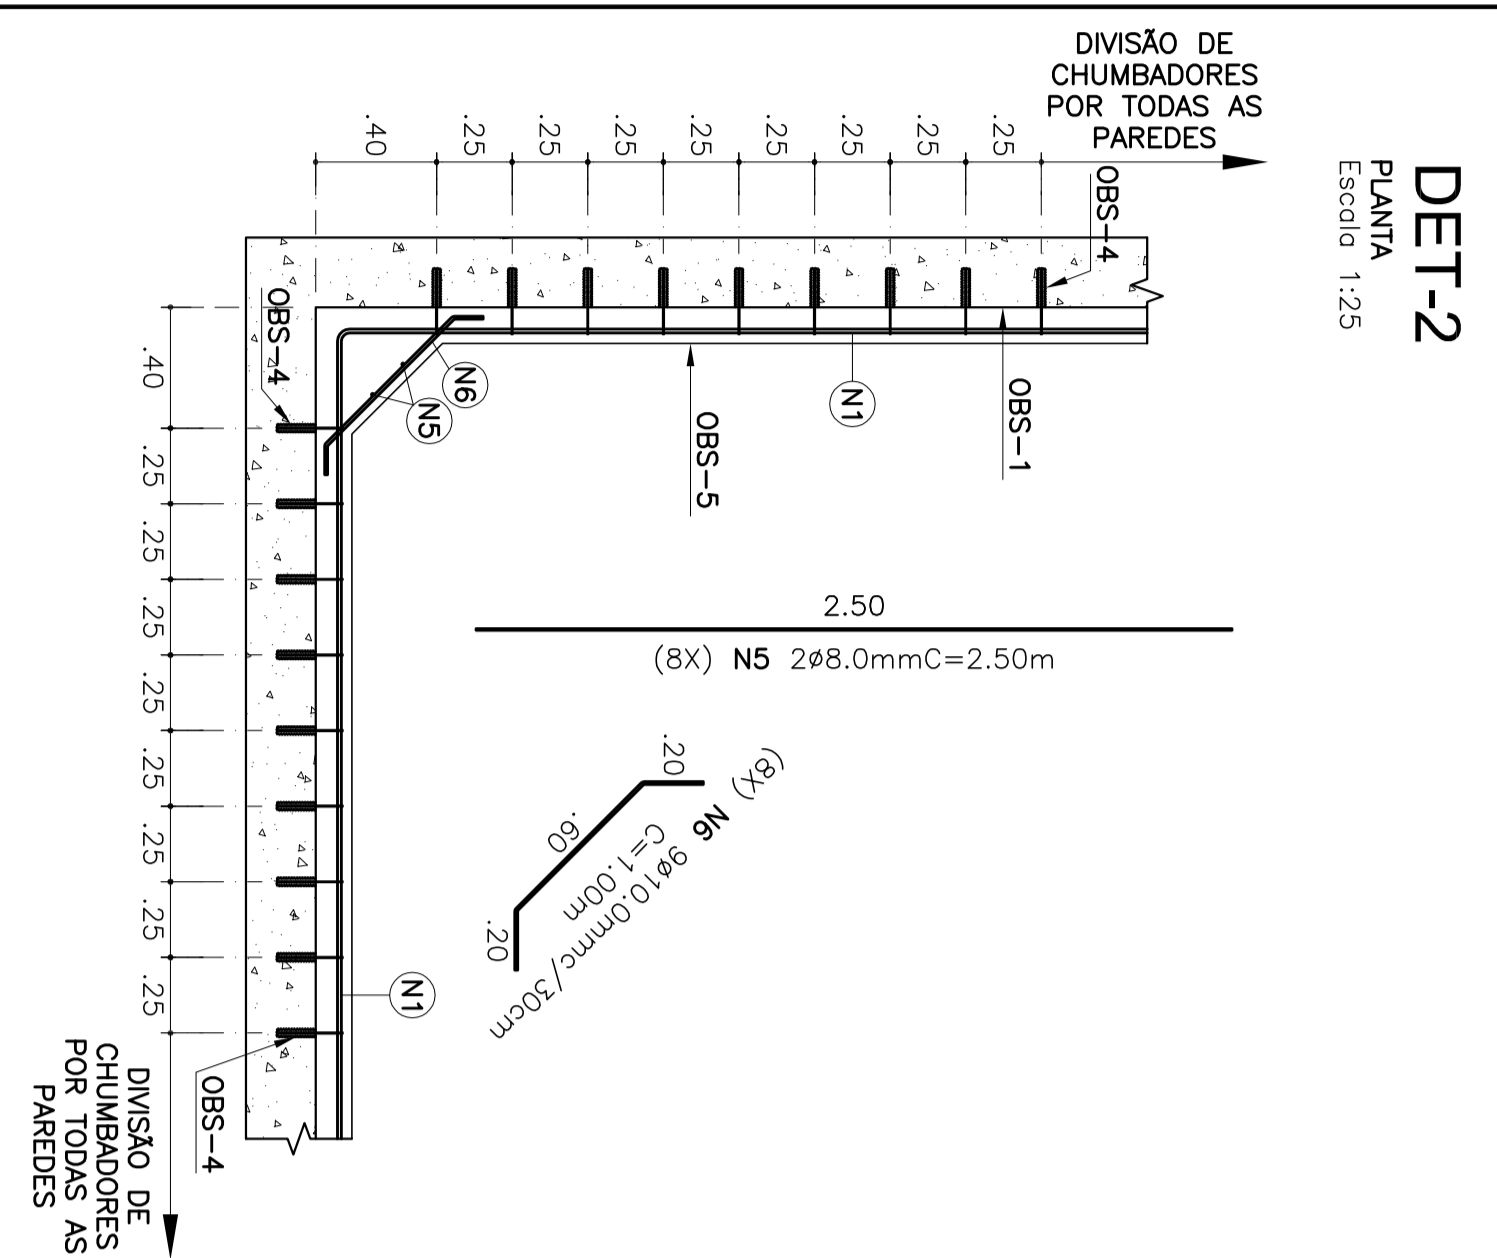 DET-2
PLANTA
Escala 1:25
DIVISÃO DE
CHUMBADORES
POR TODAS AS
PAREDES
.40
.25
.25
.25
.25
.25
.25
.25
.25
OBS-4
OBS-1
N1
OBS-5
N6
N5
OBS-4
2.50
(8X) N5 2ø8.0mmC=2.50m
(8X) N6 9ø10.0mmc/30cm
C=1.00m
.20
.60
.20
.40
.25
.25
.25
.25
.25
.25
.25
.25
N1
OBS-4
DIVISÃO DE
CHUMBADORES
POR TODAS AS
PAREDES